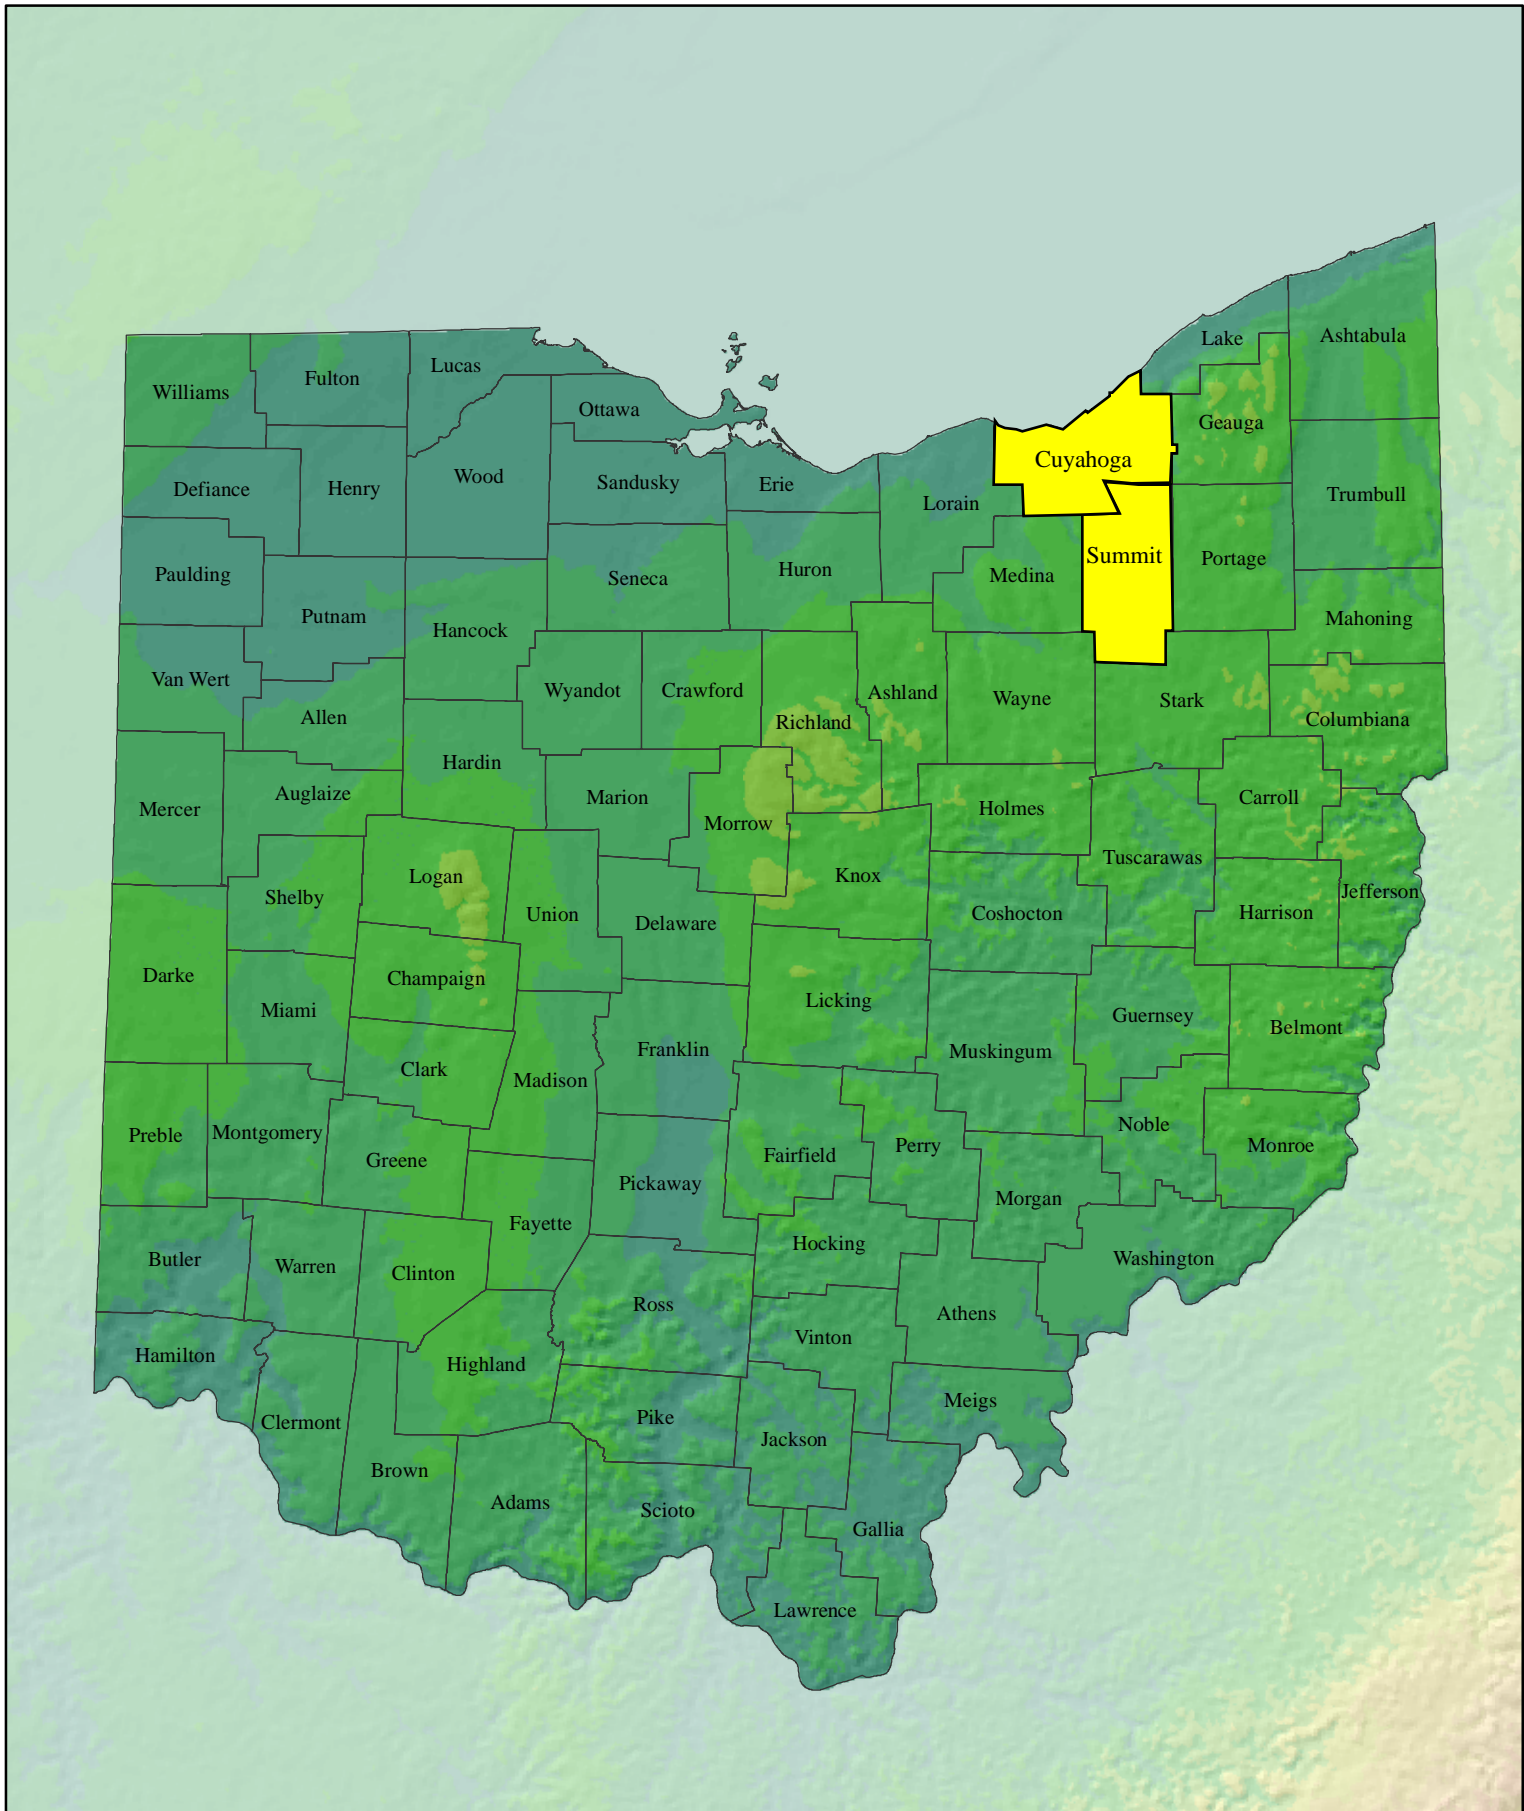 Lake
Ashtabula
Lucas
Fulton
Williams
Ottawa
Geauga
Cuyahoga
Wood
Sandusky
Erie
Defiance
Henry
Lorain
Trumbull
Summit
Portage
Paulding
Seneca
Huron
Medina
Putnam
Hancock
Mahoning
Van Wert
Wyandot
Crawford
Ashland
Wayne
Stark
Allen
Richland
Columbiana
Hardin
Auglaize
Marion
Carroll
Mercer
Holmes
Morrow
Tuscarawas
Logan
Knox
Shelby
Jefferson
Union
Coshocton
Harrison
Delaware
Darke
Champaign
Licking
Miami
Guernsey
Belmont
Franklin
Muskingum
Clark
Madison
Noble
Preble
Montgomery
Monroe
Perry
Fairfield
Greene
Pickaway
Morgan
Fayette
Hocking
Butler
Washington
Warren
Clinton
Ross
Athens
Vinton
Hamilton
Highland
Meigs
Pike
Clermont
Jackson
Brown
Adams
Scioto
Gallia
Lawrence